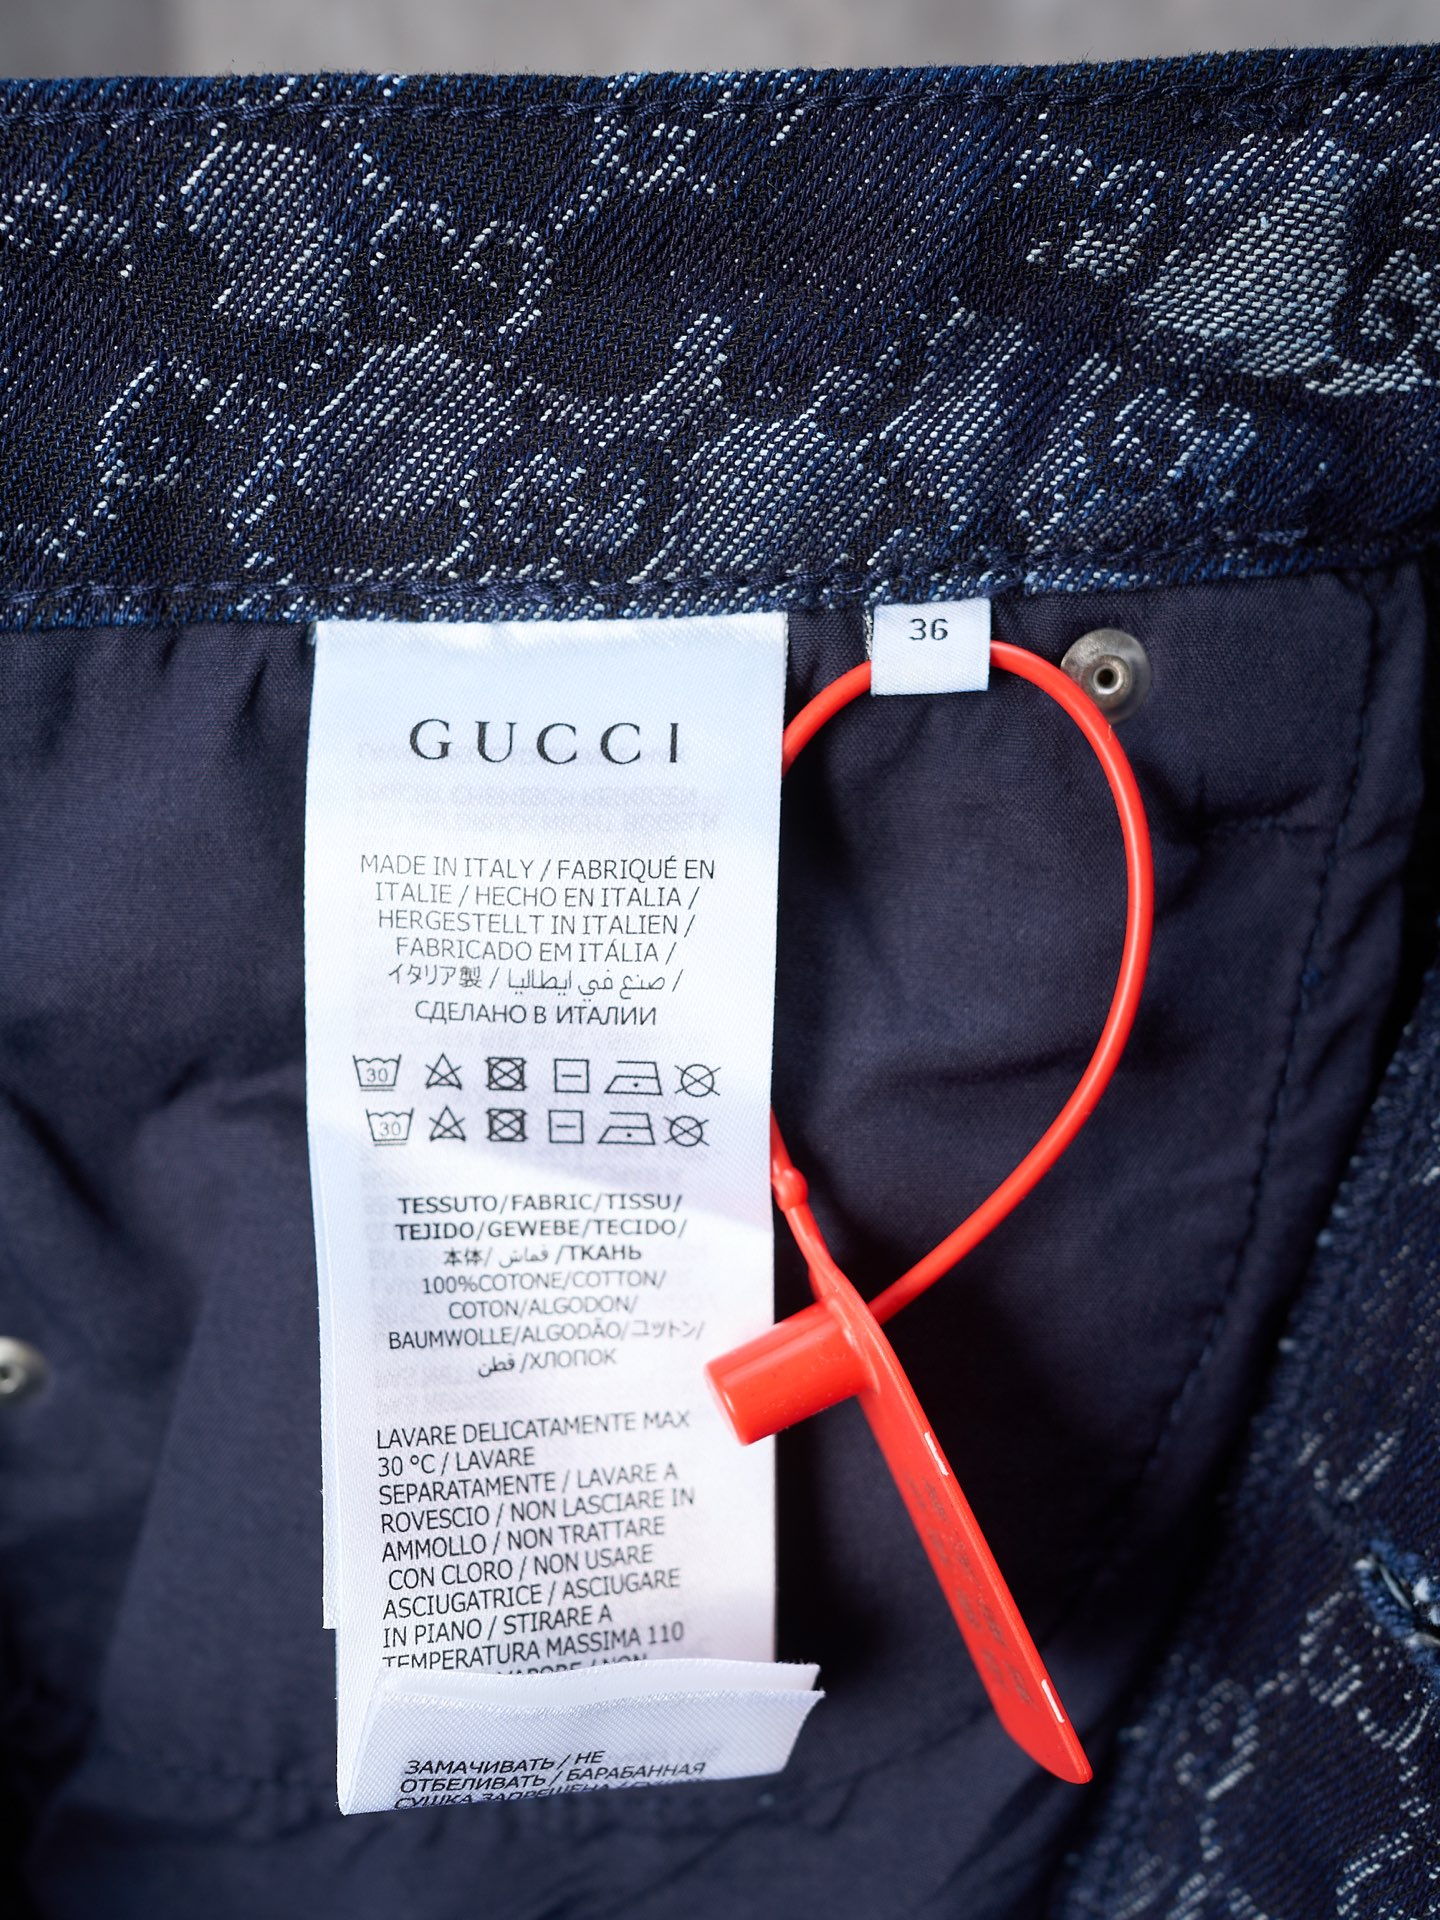 36
GUCCI
MADE IN ITALY / FABRIQUÉ EN
ITALIE / HECHO EN ITALIA /
HERGESTELLT IN ITALIEN /
FABRICADO EM ITÁLIA /
イタリア製 / صنع في ايطاليا /
СДЕЛАНО В ИТАЛИИ
30
30
TESSUTO/FABRIC/TISSU/
TEJIDO/GEWEBE/TECIDO/
本体/ قماش /ТКАНЬ
100%COTONE/COTTON/
COTON/ALGODON/
BAUMWOLLE/ALGODÃO/コットン/
قطن /ХЛОПОК
LAVARE DELICATAMENTE MAX
30 °C / LAVARE
SEPARATAMENTE / LAVARE A
ROVESCIO / NON LASCIARE IN
AMMOLLO / NON TRATTARE
CON CLORO / NON USARE
ASCIUGATRICE / ASCIUGARE
IN PIANO / STIRARE A
TEMPERATURA MASSIMA 110
VAPORE / NON
ЗАМАЧИВАТЬ / НЕ
ОТБЕЛИВАТЬ / БАРАБАННАЯ
СУШКА ЗАПРЕЩЕНА /